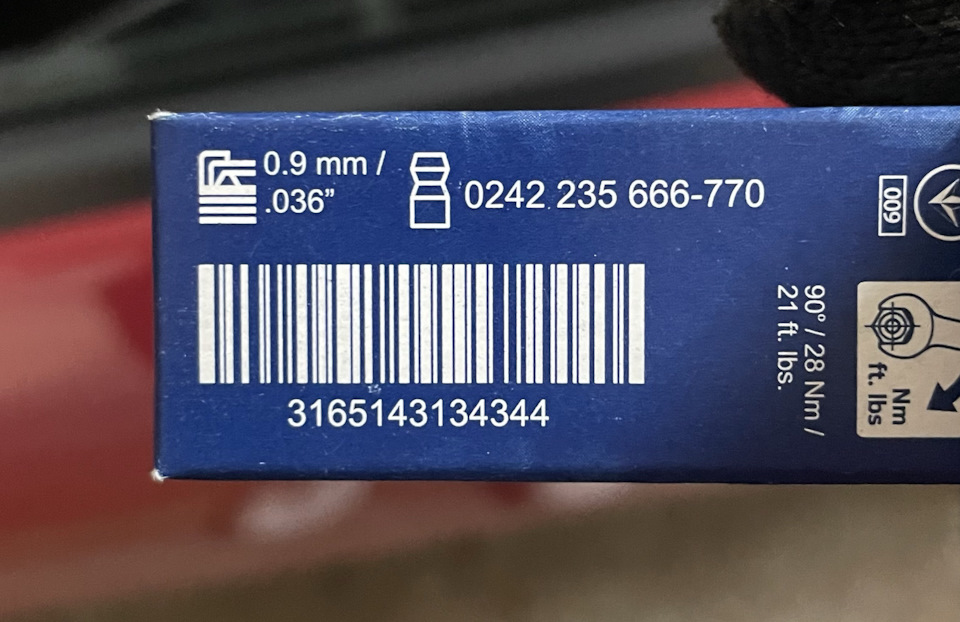 0.9 mm /
.036”
0242 235 666-770
3165143134344
009
90° / 28 Nm /
21 ft. lbs.
Nm
ft. lbs